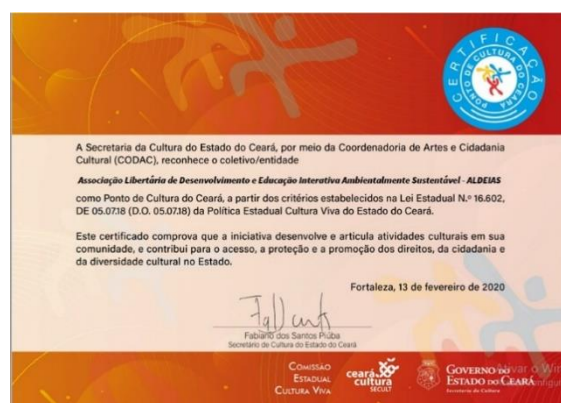 CERTIFICAÇÃO
PONTO DE CULTURA DO CEARÁ
A Secretaria da Cultura do Estado do Ceará, por meio da Coordenadoria de Artes e Cidadania
Cultural (CODAC), reconhece o coletivo/entidade
Associação Libertária de Desenvolvimento e Educação Interativa Ambientalmente Sustentável - ALDEIAS
como Ponto de Cultura do Ceará, a partir dos critérios estabelecidos na Lei Estadual N.º 16.602,
DE 05.07.18 (D.O. 05.07.18) da Política Estadual Cultura Viva do Estado do Ceará.
Este certificado comprova que a iniciativa desenvolve e articula atividades culturais em sua
comunidade, e contribui para o acesso, a proteção e a promoção dos direitos, da cidadania e
da diversidade cultural no Estado.
Fortaleza, 13 de fevereiro de 2020
Fabiano dos Santos Piúba
Secretário de Cultura do Estado do Ceará
COMISSÃO
ESTADUAL
CULTURA VIVA
ceará
cultura
SECULT
GOVERNO DO
ESTADO DO CEARÁ
Secretaria da Cultura